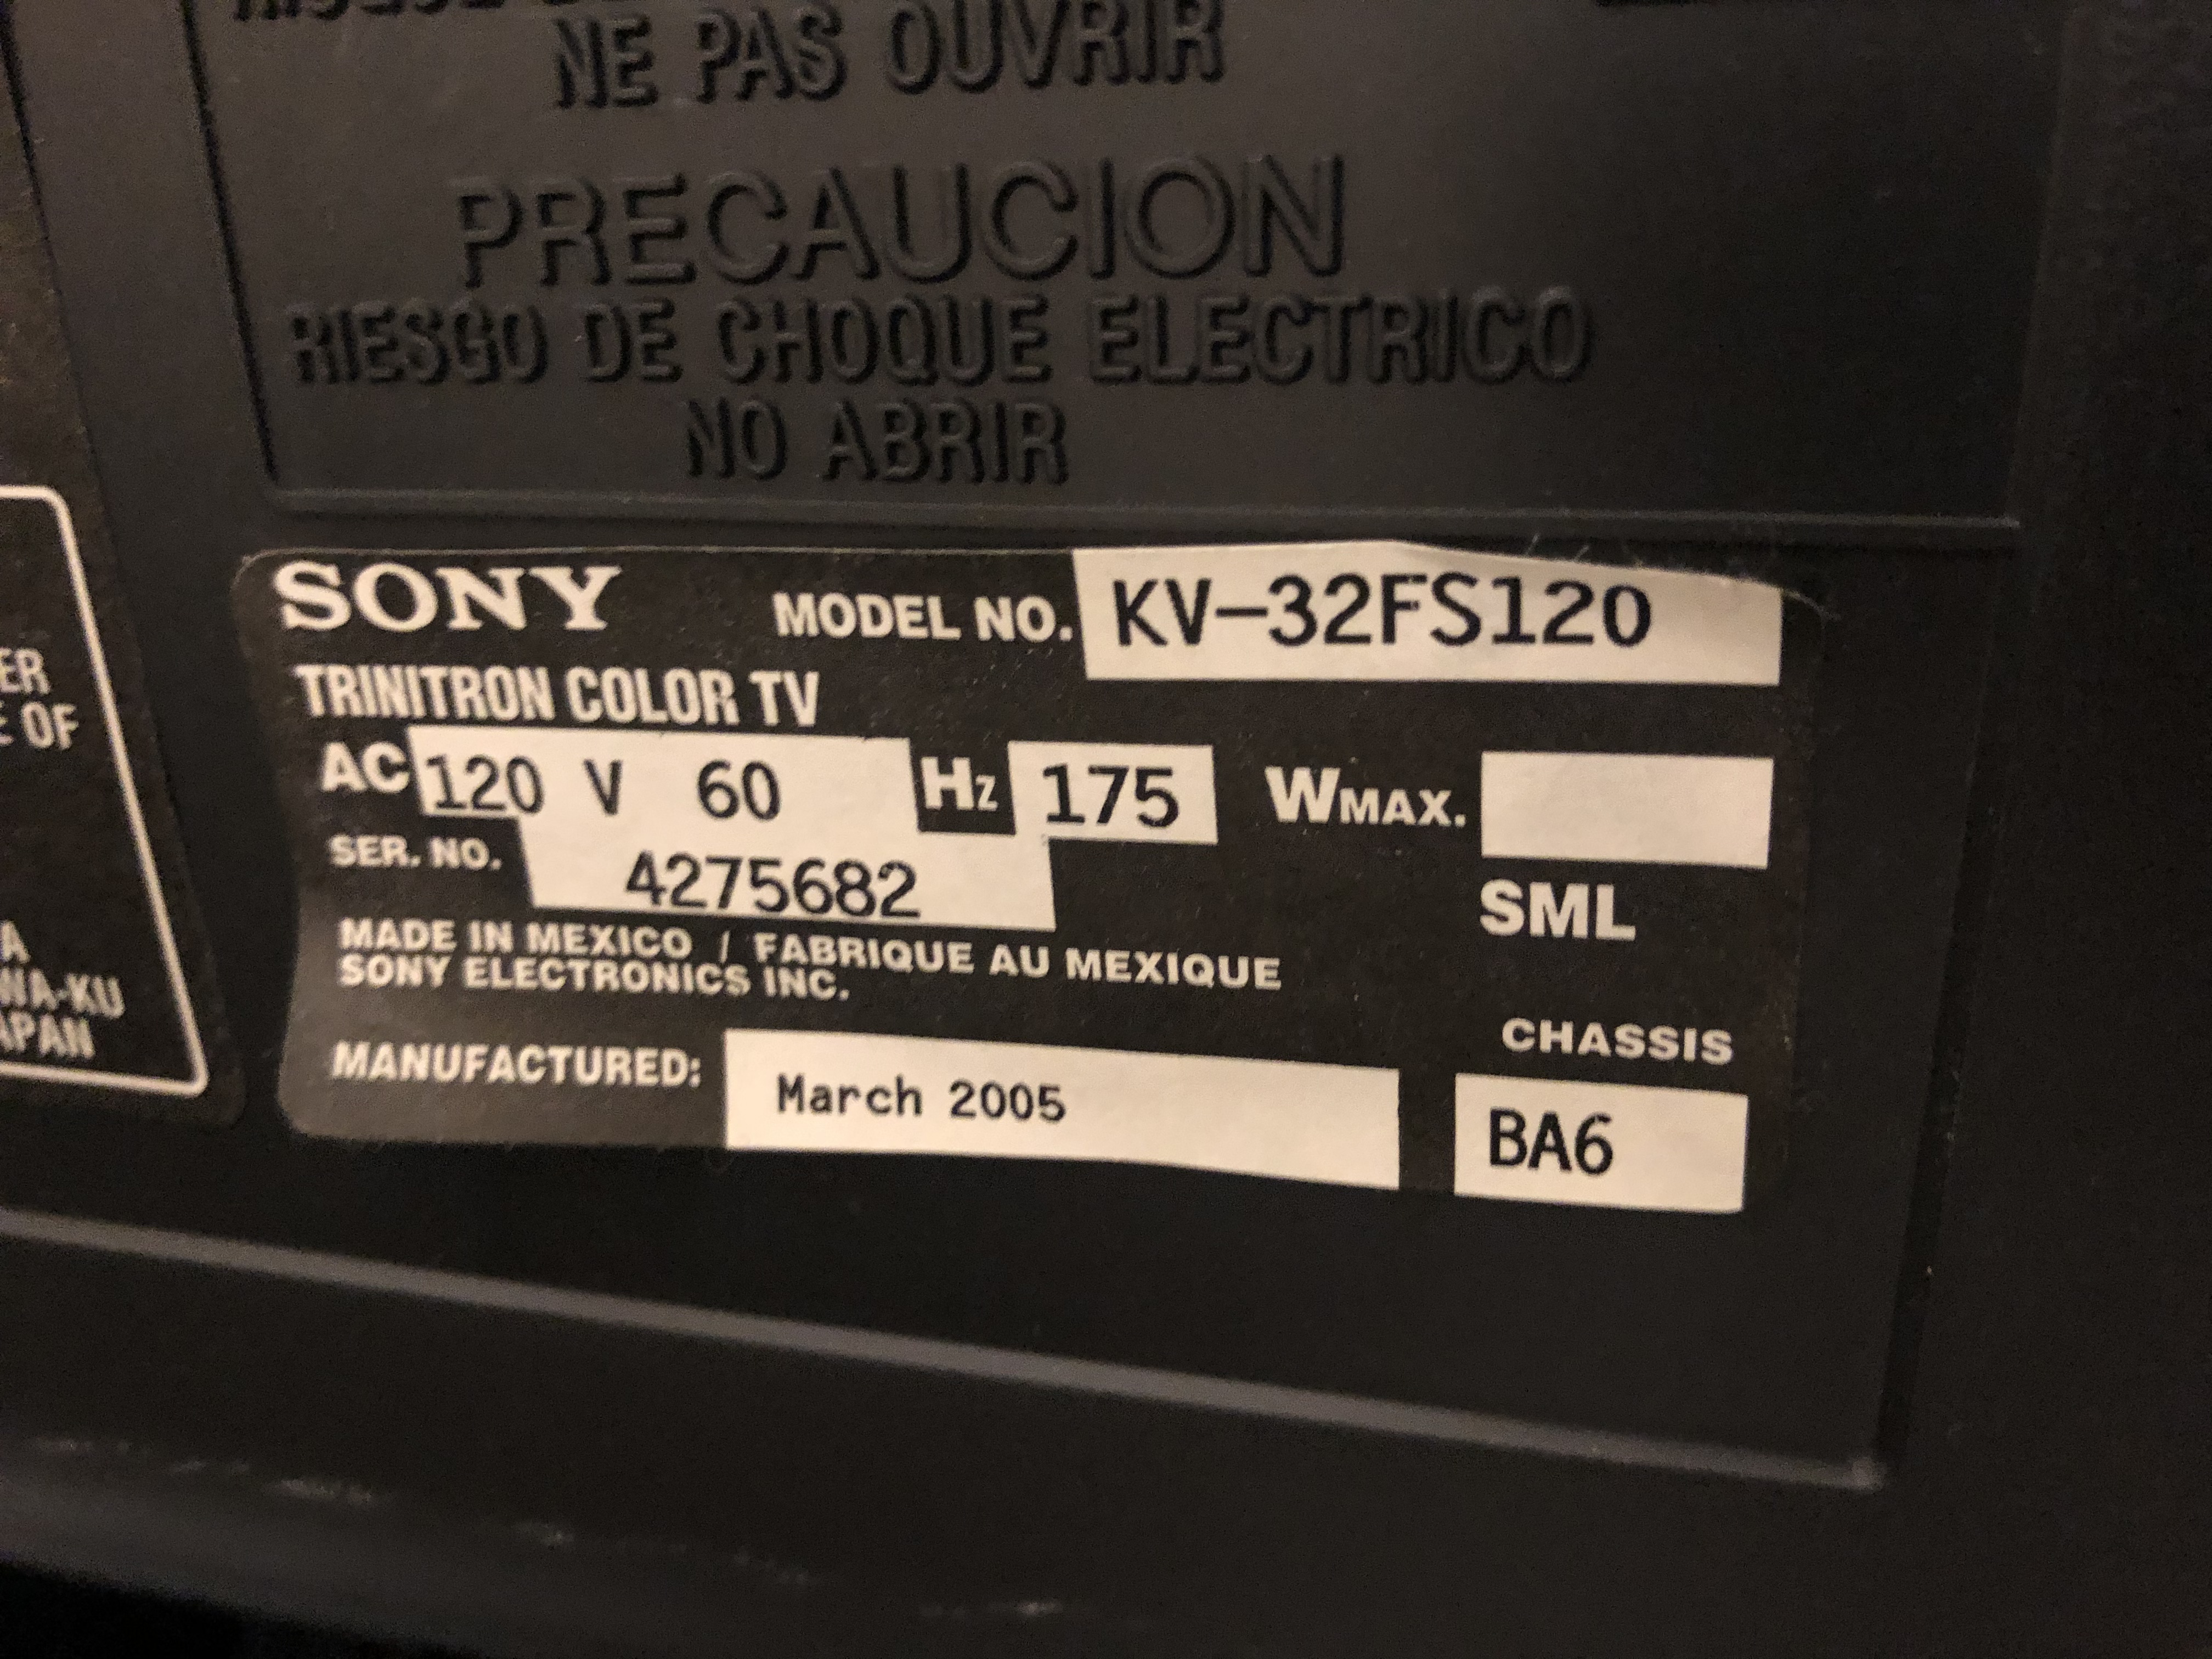 NE PAS OUVRIR
PRECAUCION
RIESGO DE CHOQUE ELECTRICO
NO ABRIR
ER
OF
A
WA-KU
APAN
SONY MODEL NO. KV-32FS120
TRINITRON COLOR TV
AC 120 V 60 Hz 175 WMAX.
SER. NO. 4275682
SML
MADE IN MEXICO / FABRIQUE AU MEXIQUE
SONY ELECTRONICS INC.
CHASSIS
MANUFACTURED: March 2005 BA6